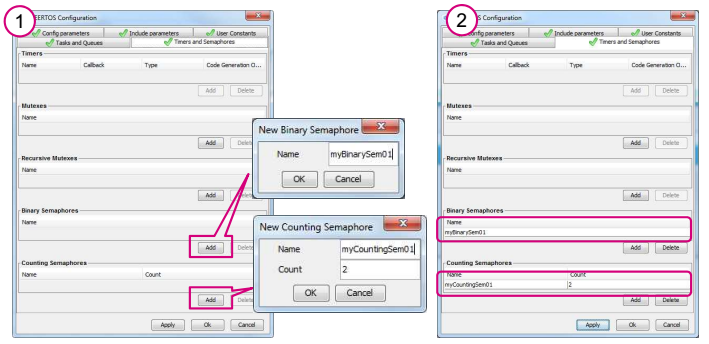 1
EERTOS Configuration
Config parameters
Include parameters
User Constants
Tasks and Queues
Timers and Semaphores
Timers
Name Callback Type Code Generation O...
Add Delete
Mutexes
Name
Add Delete
Recursive Mutexes
Name
Add
Binary Semaphores
Name
Add Delete
Counting Semaphores
Name Count
Add Delete
Apply Ok Cancel
New Binary Semaphore
Name myBinarySem01
OK Cancel
New Counting Semaphore
Name myCountingSem01
Count 2
OK Cancel
2
OS Configuration
onfig parameters
Include parameters
User Constants
Tasks and Queues
Timers and Semaphores
Timers
Name Callback Type Code Generation O...
Add Delete
Mutexes
Name
Add Delete
Recursive Mutexes
Name
Add Delete
Binary Semaphores
Name
myBinarySem01
Add Delete
Counting Semaphores
Name Count
myCountingSem01 2
Add Delete
Apply Ok Cancel